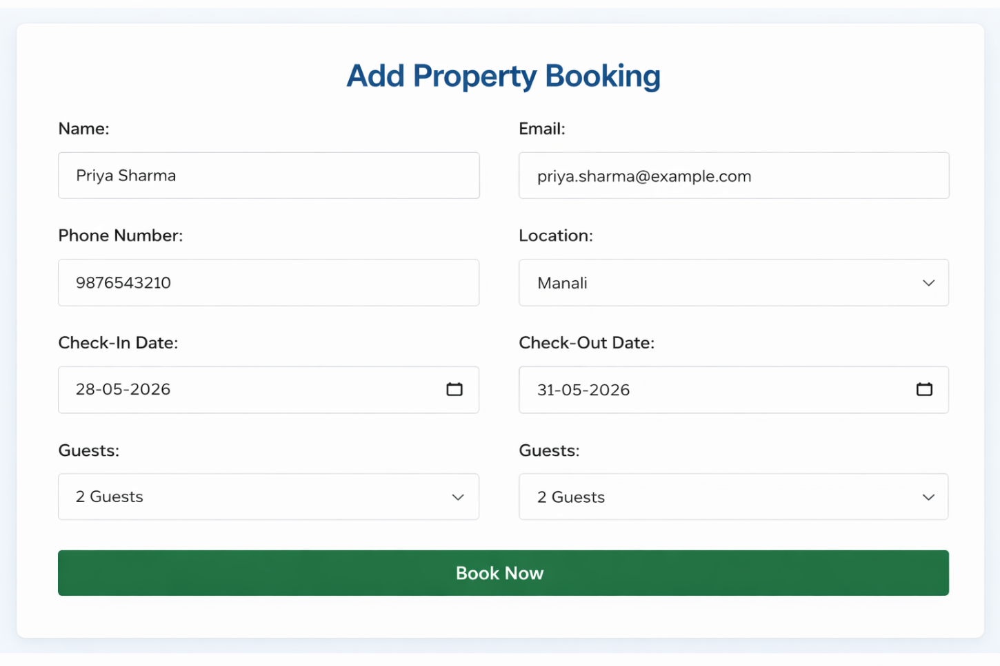 Add Property Booking
Name:
Email:
Priya Sharma
priya.sharma@example.com
Phone Number:
Location:
9876543210
Manali
Check-In Date:
Check-Out Date:
28-05-2026
31-05-2026
Guests:
Guests:
2 Guests
2 Guests
Book Now